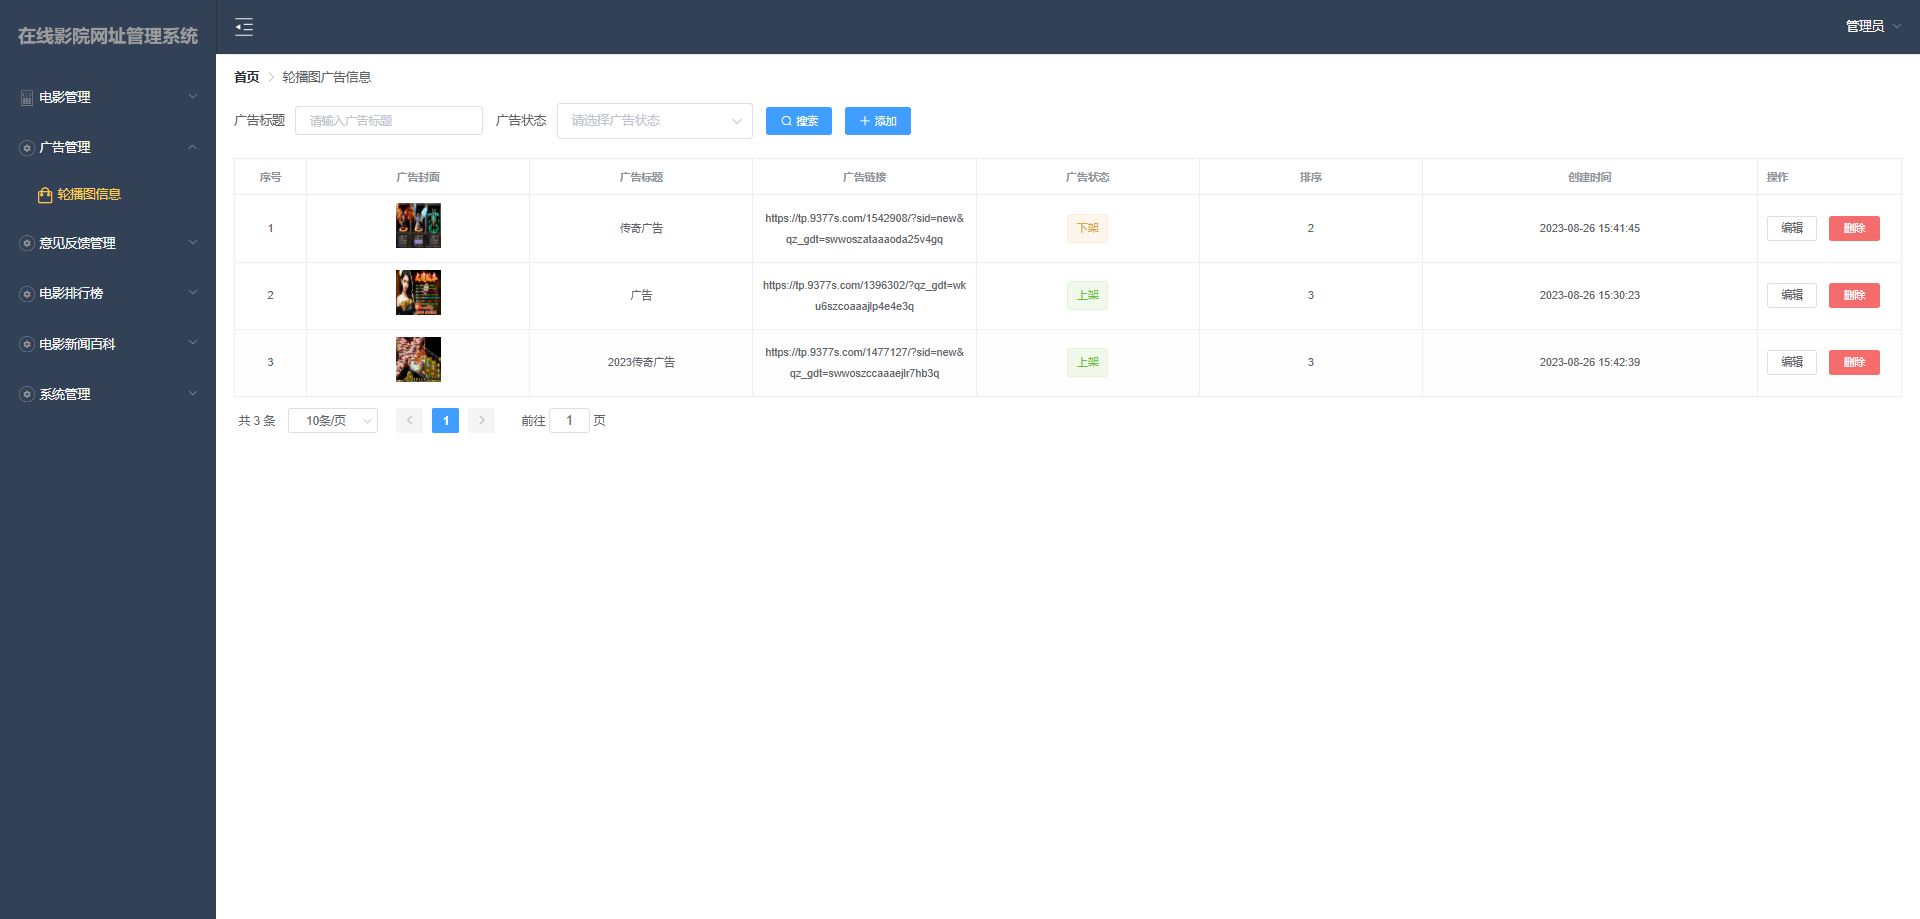 在线影院网址管理系统
管理员
电影管理
广告管理
轮播图信息
意见反馈管理
电影排行榜
电影新闻百科
系统管理
首页 轮播图广告信息
广告标题 请输入广告标题 广告状态 请选择广告状态 搜索 添加
序号 广告封面 广告标题 广告链接 广告状态 排序 创建时间 操作
1 传奇广告 https://tp.9377s.com/1542908/?sid=new& 下架 2 2023-08-26 15:41:45 编辑 删除
qz_gdt=swwoszataaaoda25v4gq
2 广告 https://tp.9377s.com/1396302/?qz_gdt=wk 上架 3 2023-08-26 15:30:23 编辑 删除
u6szcoaaajlp4e4e3q
3 2023传奇广告 https://tp.9377s.com/1477127/?sid=new& 上架 3 2023-08-26 15:42:39 编辑 删除
qz_gdt=swwoszccaaaejlr7hb3q
共 3 条 10条/页 1 前往 1 页